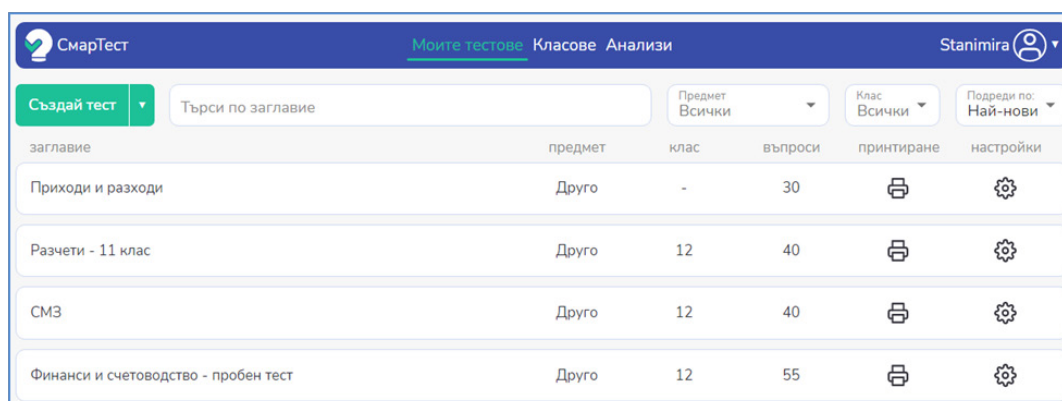 СмарТест Моите тестове Класове Анализи Stanimira
Създай тест Търси по заглавие Предмет Всички Клас Всички Подреди по: Най-нови
заглавие предмет клас въпроси принтиране настройки
Приходи и разходи Друго - 30
Разчети - 11 клас Друго 12 40
СМЗ Друго 12 40
Финанси и счетоводство - пробен тест Друго 12 55